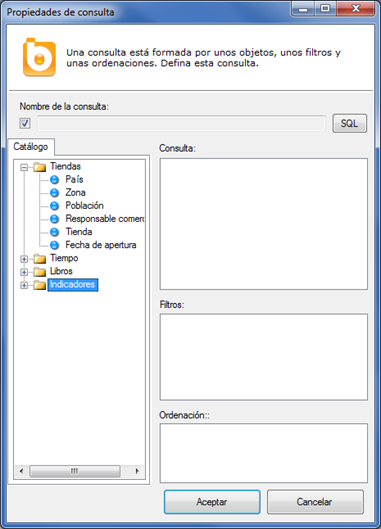 Propiedades de consulta
Una consulta está formada por unos objetos, unos filtros y
unas ordenaciones. Defina esta consulta.
Nombre de la consulta:
SQL
Catálogo
Tiendas
País
Zona
Población
Responsable comerc
Tienda
Fecha de apertura
Tiempo
Libros
Indicadores
Consulta:
Filtros:
Ordenación::
Aceptar
Cancelar